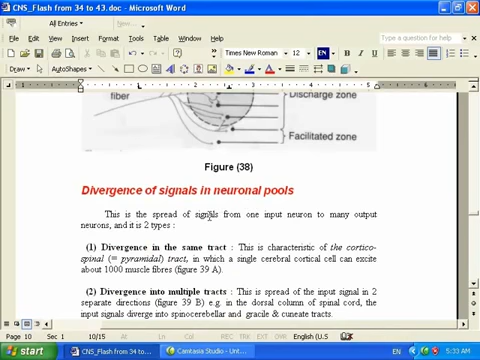 CNS_Flash from 34 to 43.doc - Microsoft Word
All Entries
New...
File Edit View Insert Format Tools Table Window Help
Times New Roman 12 B
Draw AutoShapes
fiber
Discharge zone
Facilitated zone
Figure (38)
Divergence of signals in neuronal pools
This is the spread of signals from one input neuron to many output
neurons, and it is 2 types :
(1) Divergence in the same tract : This is characteristic of the cortico-
spinal (= pyramidal) tract, in which a single cerebral cortical cell can excite
about 1000 muscle fibres (figure 39 A).
(2) Divergence into multiple tracts : This is spread of the input signal in 2
separate directions (figure 39 B) e.g. in the dorsal column of spinal cord, the
input signals diverge into spinocerebellar and gracile & cuneate tracts.
Page 10 Sec 1 10/15 REC TRK EXT OVR English (U.S
start CNS_Flash from 34 to... Camtasia Studio - Unt... 5:33 AM